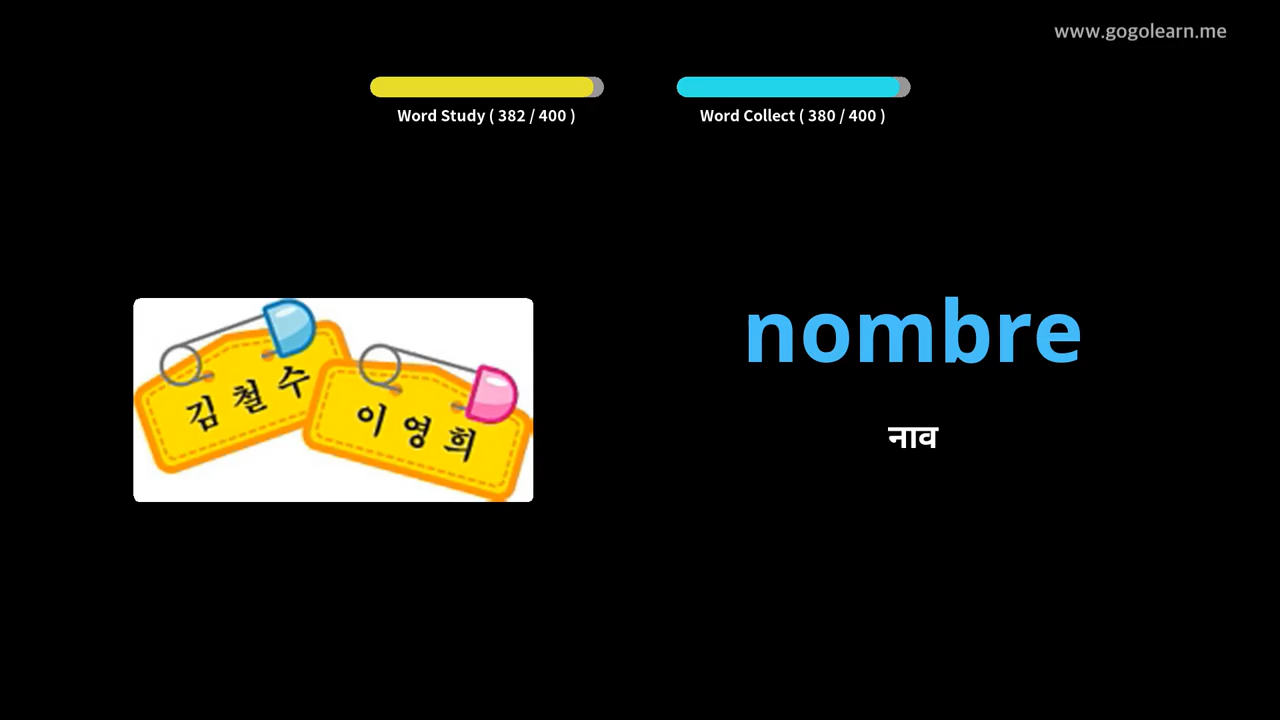 www.gogolearn.me
Word Study ( 382 / 400 )
Word Collect ( 380 / 400 )
김철수
이영희
nombre
नाव